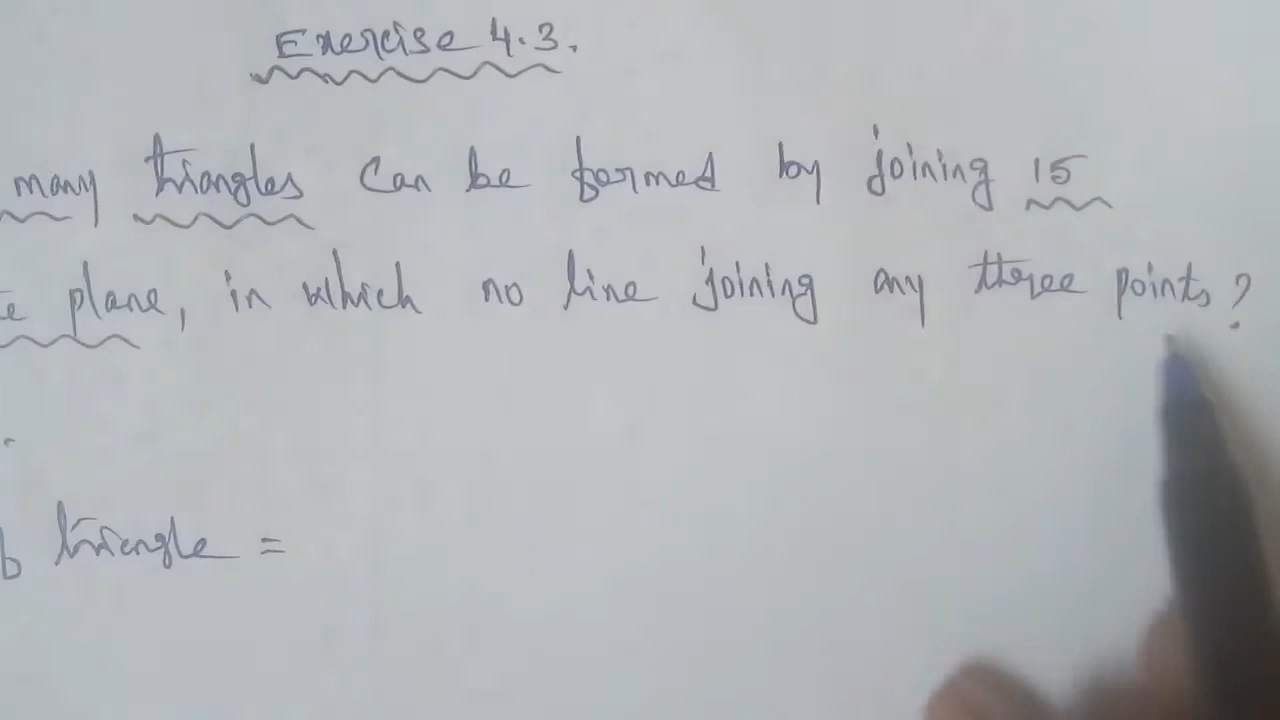 Exercise 4.3.
many triangles can be formed by joining 15
plane, in which no line joining any three points?
triangle =